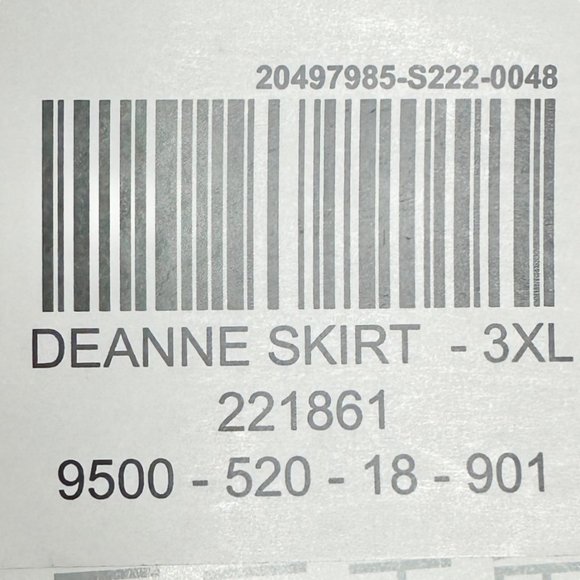 20497985-S222-0048
DEANNE SKIRT - 3XL
221861
9500 - 520 - 18 - 901